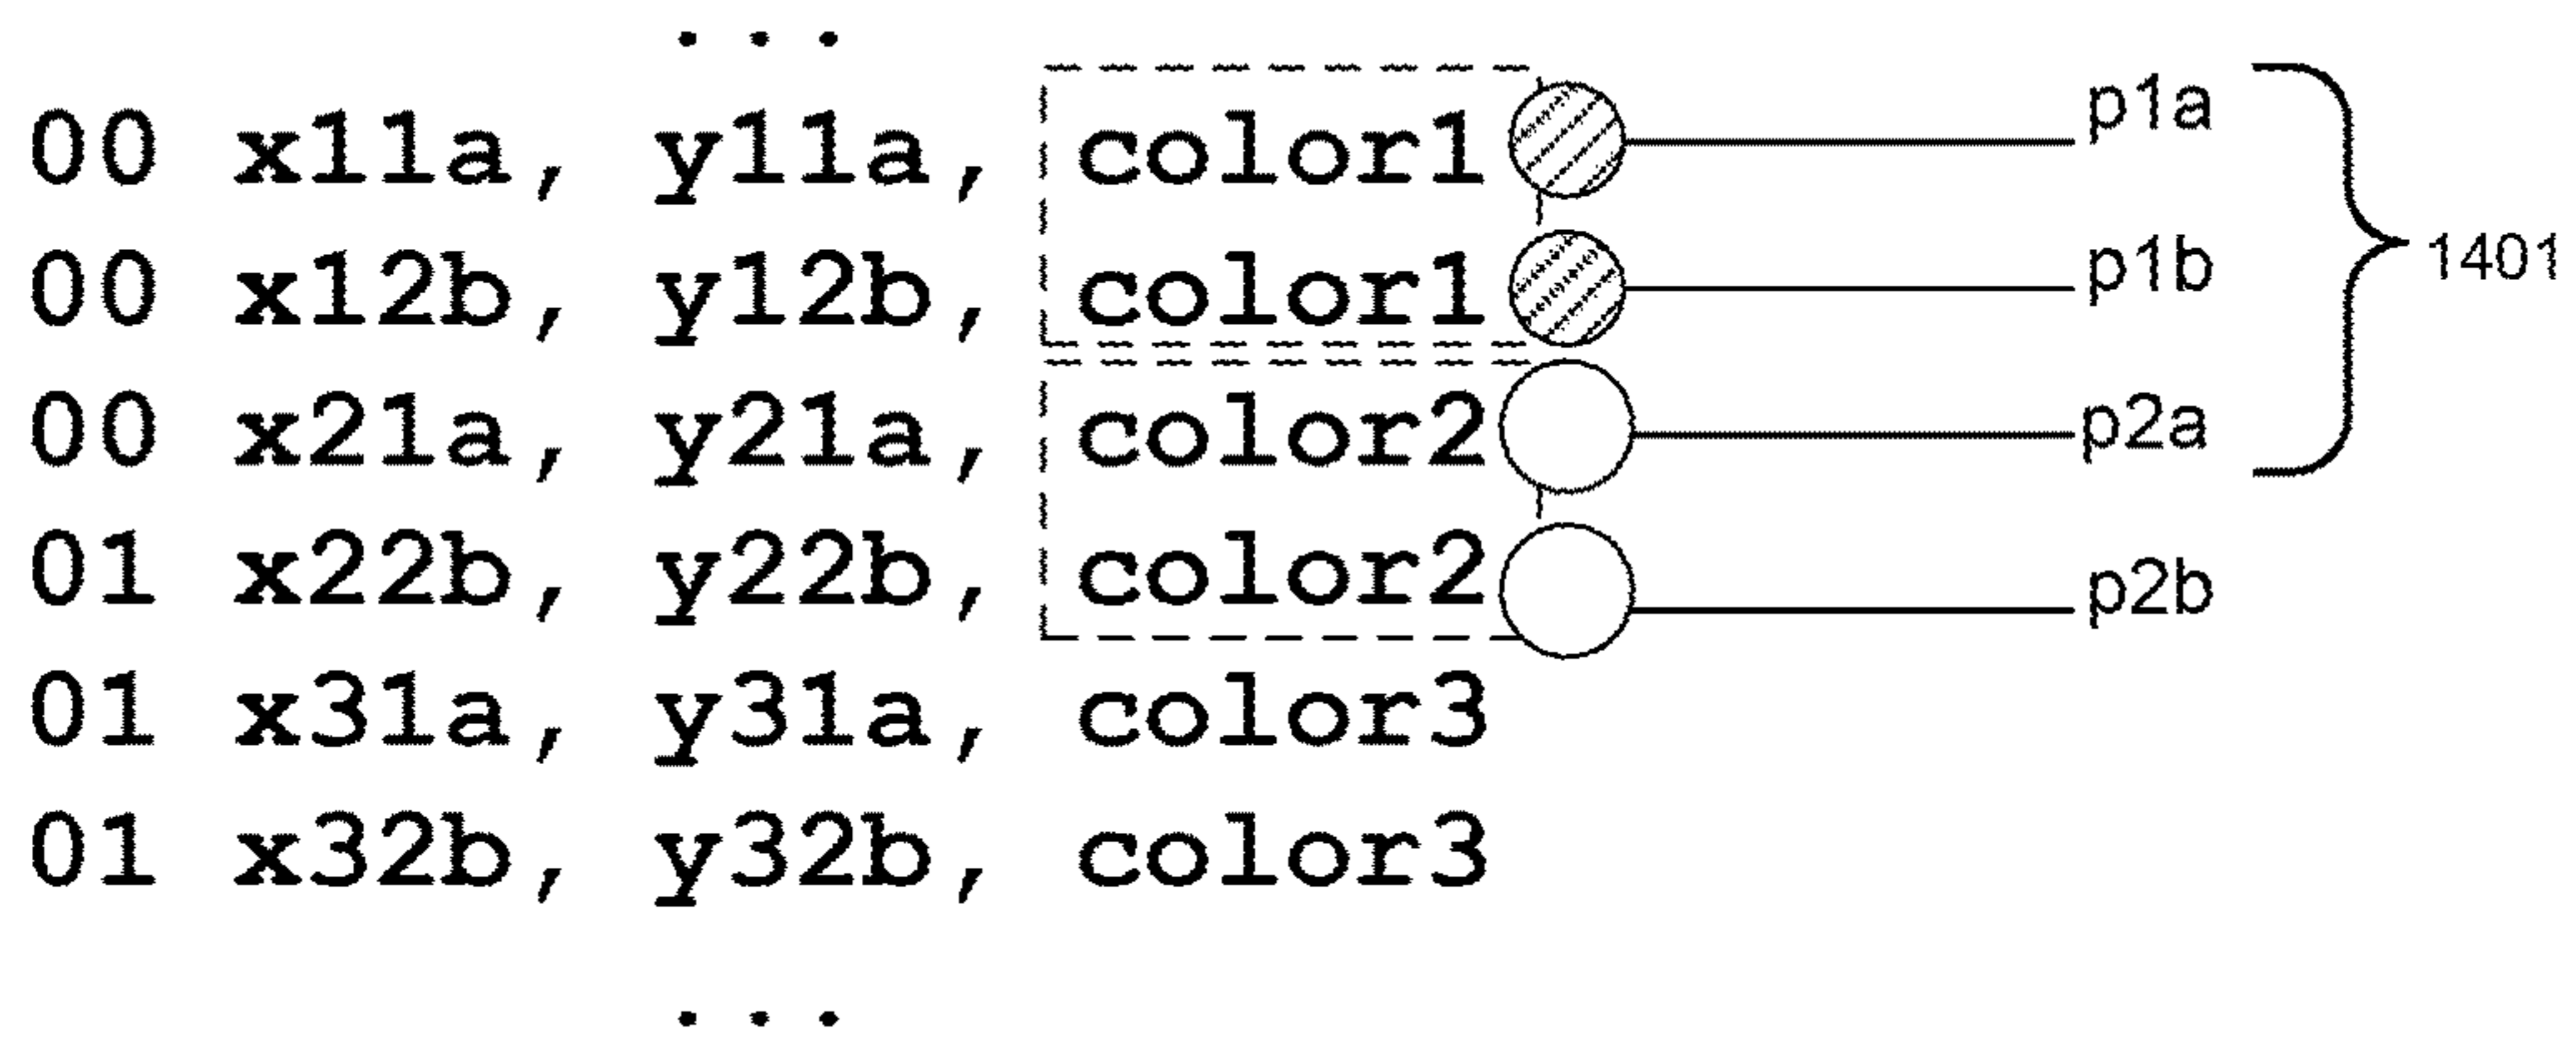 . . .
00 x11a, y11a, color1 p1a
00 x12b, y12b, color1 p1b 1401
00 x21a, y21a, color2 p2a
01 x22b, y22b, color2 p2b
01 x31a, y31a, color3
01 x32b, y32b, color3
. . .